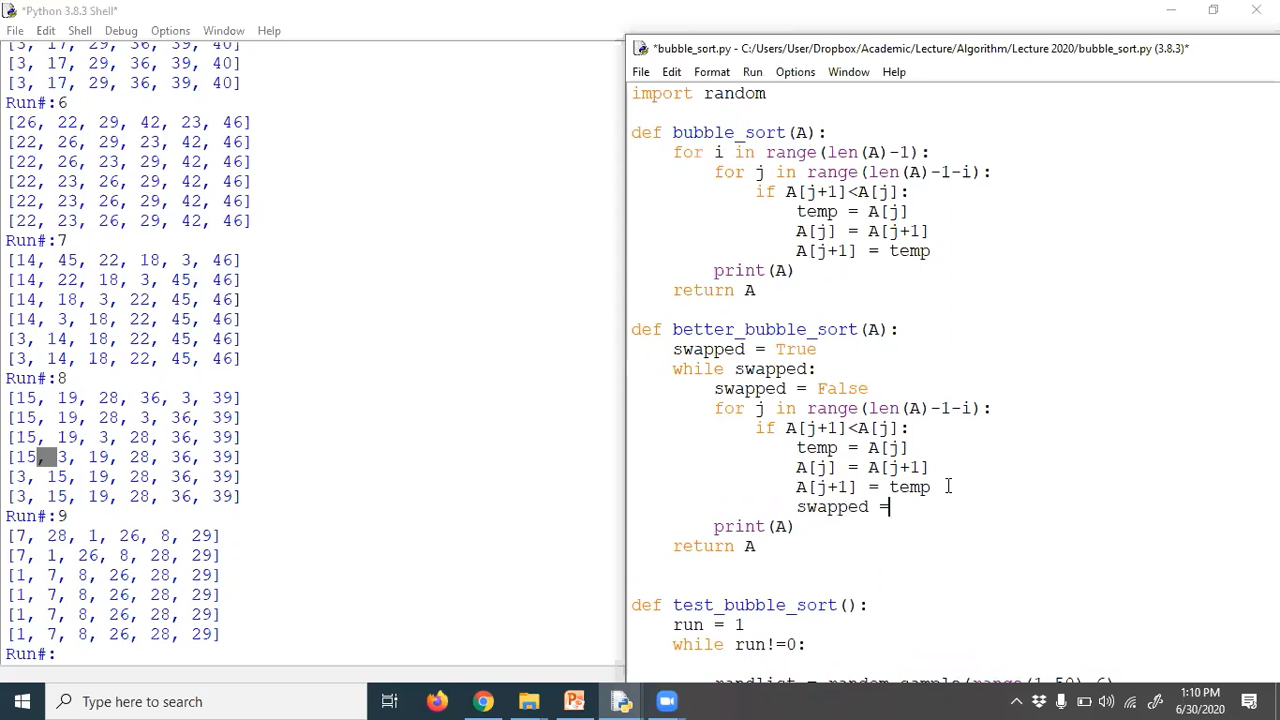 *Python 3.8.3 Shell*
File Edit Shell Debug Options Window Help
[3, 17, 29, 36, 39, 40]
[3, 17, 29, 36, 39, 40]
[3, 17, 29, 36, 39, 40]
Run#:6
[26, 22, 29, 42, 23, 46]
[22, 26, 29, 23, 42, 46]
[22, 26, 23, 29, 42, 46]
[22, 23, 26, 29, 42, 46]
[22, 23, 26, 29, 42, 46]
[22, 23, 26, 29, 42, 46]
Run#:7
[14, 45, 22, 18, 3, 46]
[14, 22, 18, 3, 45, 46]
[14, 18, 3, 22, 45, 46]
[14, 3, 18, 22, 45, 46]
[3, 14, 18, 22, 45, 46]
[3, 14, 18, 22, 45, 46]
Run#:8
[15, 19, 28, 36, 3, 39]
[15, 19, 28, 3, 36, 39]
[15, 19, 3, 28, 36, 39]
[15, 3, 19, 28, 36, 39]
[3, 15, 19, 28, 36, 39]
[3, 15, 19, 28, 36, 39]
Run#:9
[7, 28, 1, 26, 8, 29]
[7, 1, 26, 8, 28, 29]
[1, 7, 8, 26, 28, 29]
[1, 7, 8, 26, 28, 29]
[1, 7, 8, 26, 28, 29]
[1, 7, 8, 26, 28, 29]
Run#:
*bubble_sort.py - C:/Users/User/Dropbox/Academic/Lecture/Algorithm/Lecture 2020/bubble_sort.py (3.8.3)*
File Edit Format Run Options Window Help
import random
def bubble_sort(A):
for i in range(len(A)-1):
for j in range(len(A)-1-i):
if A[j+1]<A[j]:
temp = A[j]
A[j] = A[j+1]
A[j+1] = temp
print(A)
return A
def better_bubble_sort(A):
swapped = True
while swapped:
swapped = False
for j in range(len(A)-1-i):
if A[j+1]<A[j]:
temp = A[j]
A[j] = A[j+1]
A[j+1] = temp
swapped =
print(A)
return A
def test_bubble_sort():
run = 1
while run!=0:
randlist = random.sample(range(1,50),6)
Type here to search
1:10 PM
6/30/2020